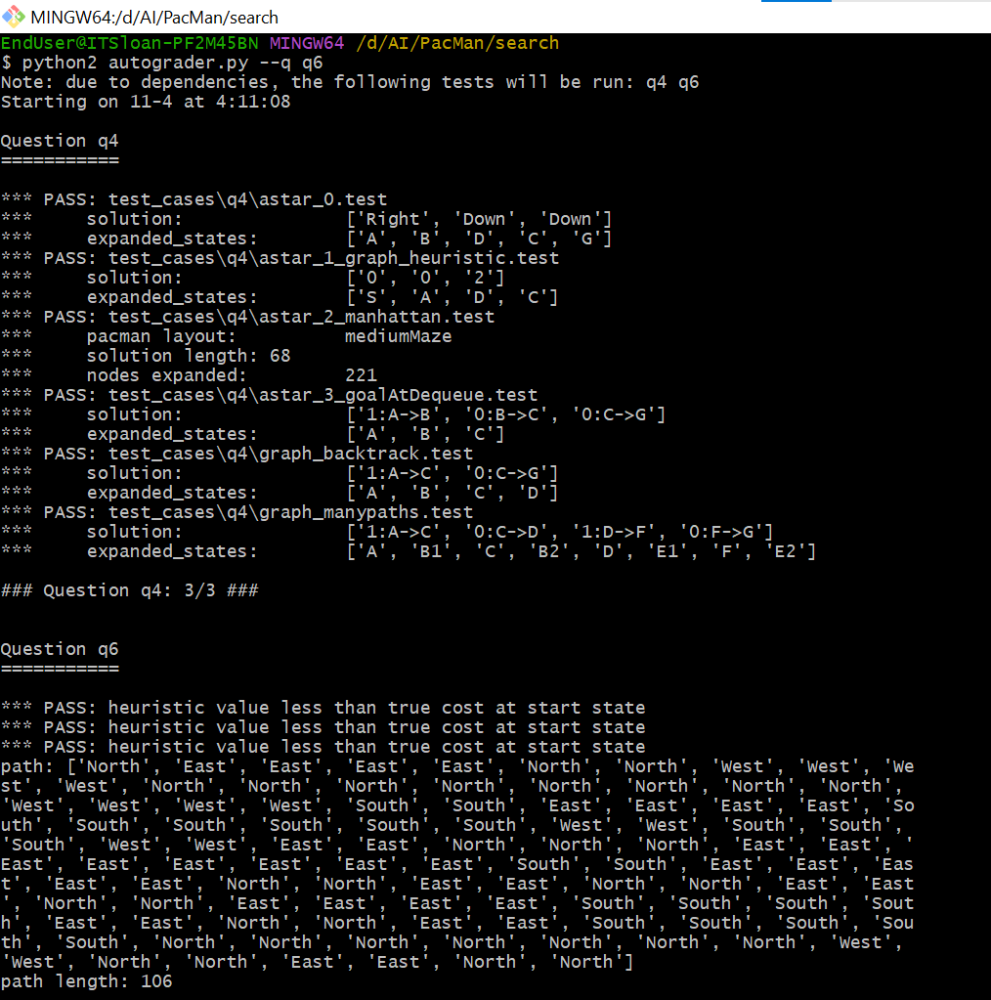 MINGW64:/d/AI/PacMan/search
EndUser@ITSloan-PF2M45BN MINGW64 /d/AI/PacMan/search
$ python2 autograder.py --q q6
Note: due to dependencies, the following tests will be run: q4 q6
Starting on 11-4 at 4:11:08

Question q4
===========

*** PASS: test_cases\q4\astar_0.test
***     solution:               ['Right', 'Down', 'Down']
***     expanded_states:        ['A', 'B', 'D', 'C', 'G']
*** PASS: test_cases\q4\astar_1_graph_heuristic.test
***     solution:               ['0', '0', '2']
***     expanded_states:        ['S', 'A', 'D', 'C']
*** PASS: test_cases\q4\astar_2_manhattan.test
***     pacman layout:          mediumMaze
***     solution length: 68
***     nodes expanded:         221
*** PASS: test_cases\q4\astar_3_goalAtDequeue.test
***     solution:               ['1:A->B', '0:B->C', '0:C->G']
***     expanded_states:        ['A', 'B', 'C']
*** PASS: test_cases\q4\graph_backtrack.test
***     solution:               ['1:A->C', '0:C->G']
***     expanded_states:        ['A', 'B', 'C', 'D']
*** PASS: test_cases\q4\graph_manypaths.test
***     solution:               ['1:A->C', '0:C->D', '1:D->F', '0:F->G']
***     expanded_states:        ['A', 'B1', 'C', 'B2', 'D', 'E1', 'F', 'E2']

### Question q4: 3/3 ###


Question q6
===========

*** PASS: heuristic value less than true cost at start state
*** PASS: heuristic value less than true cost at start state
*** PASS: heuristic value less than true cost at start state
path: ['North', 'East', 'East', 'East', 'East', 'North', 'North', 'West', 'West', 'We
st', 'West', 'North', 'North', 'North', 'North', 'North', 'North', 'North', 'North',
'West', 'West', 'West', 'West', 'South', 'South', 'East', 'East', 'East', 'East', 'So
uth', 'South', 'South', 'South', 'South', 'South', 'West', 'West', 'South', 'South',
'South', 'West', 'West', 'East', 'East', 'North', 'North', 'North', 'East', 'East', '
East', 'East', 'East', 'East', 'East', 'East', 'South', 'South', 'East', 'East', 'Eas
t', 'East', 'East', 'North', 'North', 'East', 'East', 'North', 'North', 'East', 'East
', 'North', 'North', 'East', 'East', 'East', 'East', 'South', 'South', 'South', 'Sout
h', 'East', 'East', 'North', 'North', 'East', 'East', 'South', 'South', 'South', 'Sou
th', 'South', 'North', 'North', 'North', 'North', 'North', 'North', 'North', 'West',
'West', 'North', 'North', 'East', 'East', 'North', 'North']
path length: 106